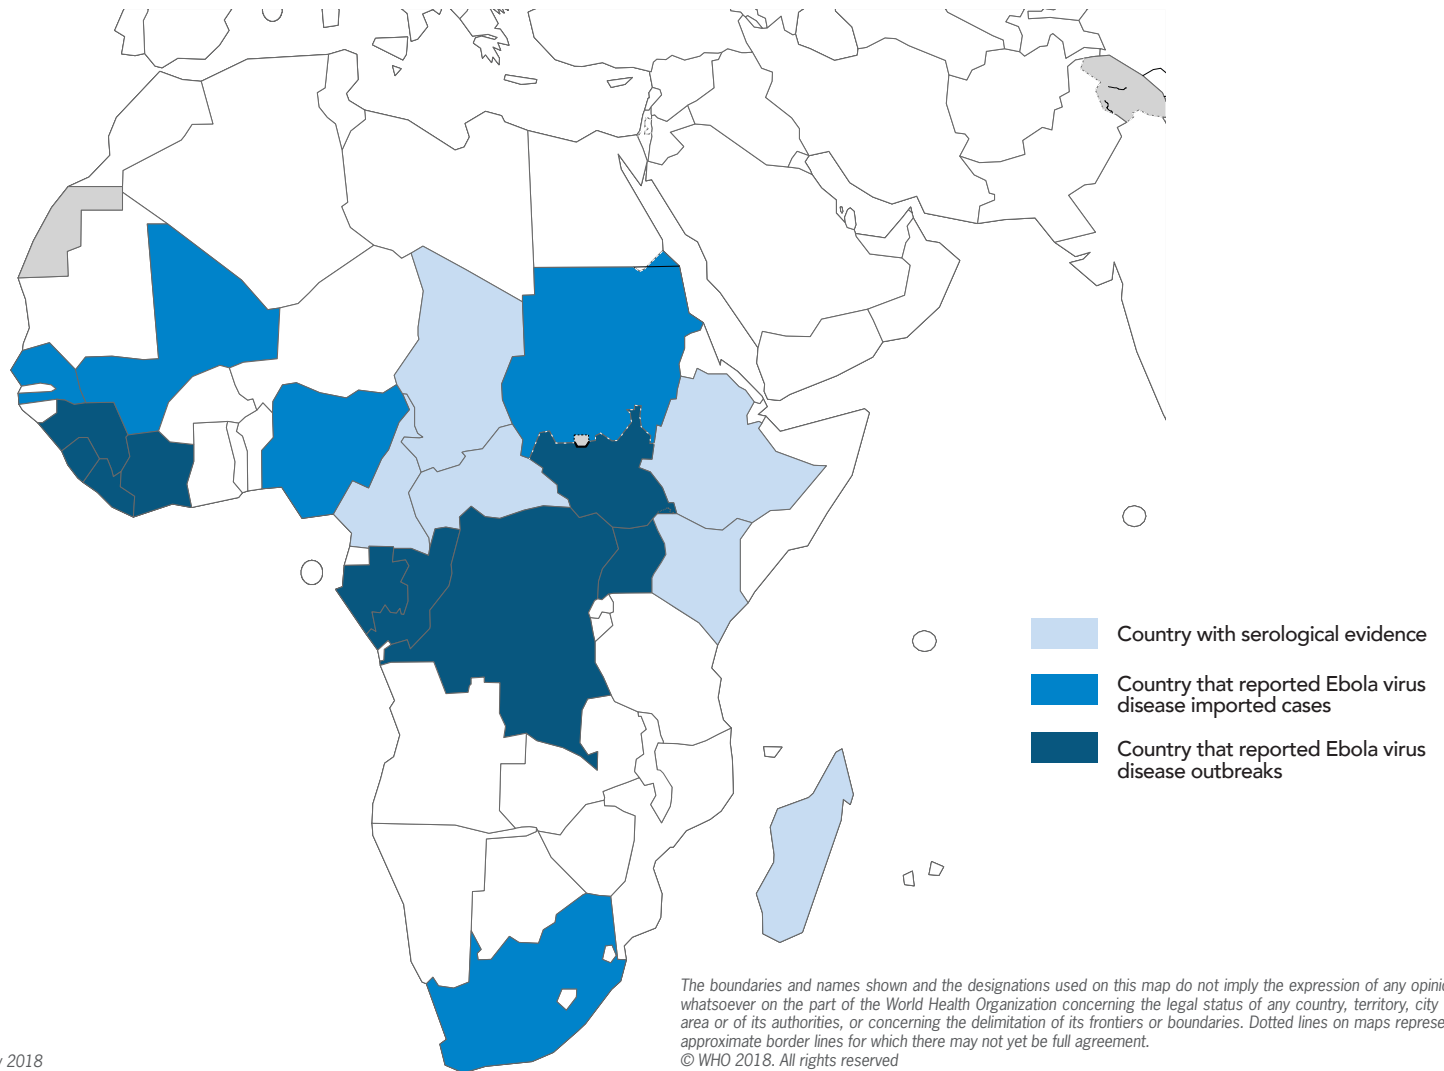 Country with serological evidence
Country that reported Ebola virus
disease imported cases
Country that reported Ebola virus
disease outbreaks
The boundaries and names shown and the designations used on this map do not imply the expression of any opini
whatsoever on the part of the World Health Organization concerning the legal status of any country, territory, city
area or of its authorities, or concerning the delimitation of its frontiers or boundaries. Dotted lines on maps represe
approximate border lines for which there may not yet be full agreement.
© WHO 2018. All rights reserved
2018